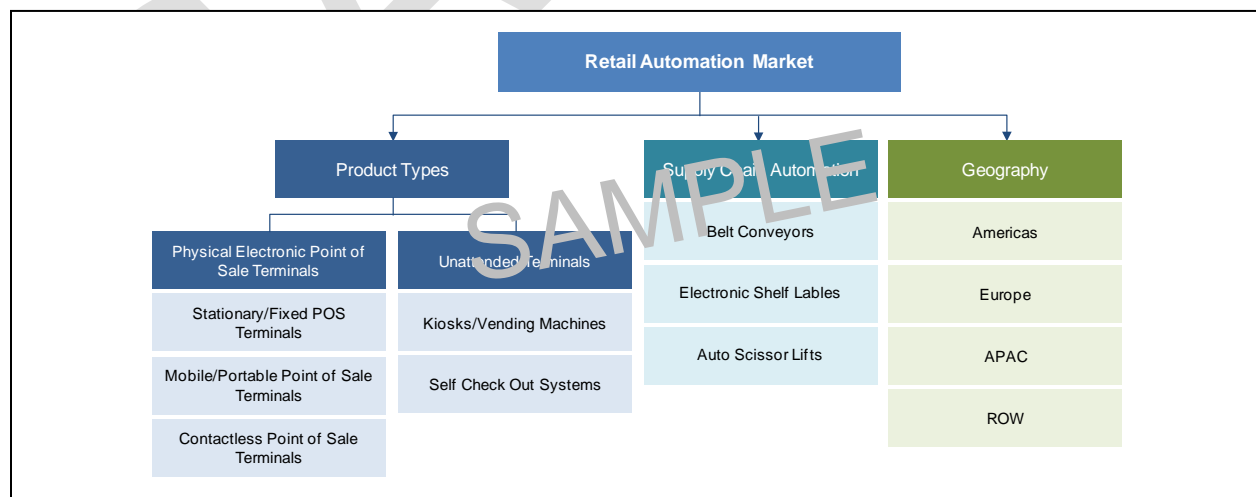 Retail Automation Market
Product Types
Supply Chain Automation
Geography
SAMPLE
Physical Electronic Point of
Sale Terminals
Unattended Terminals
Belt Conveyors
Americas
Stationary/Fixed POS
Terminals
Kiosks/Vending Machines
Electronic Shelf Lables
Europe
Mobile/Portable Point of Sale
Terminals
Self Check Out Systems
Auto Scissor Lifts
APAC
Contactless Point of Sale
Terminals
ROW